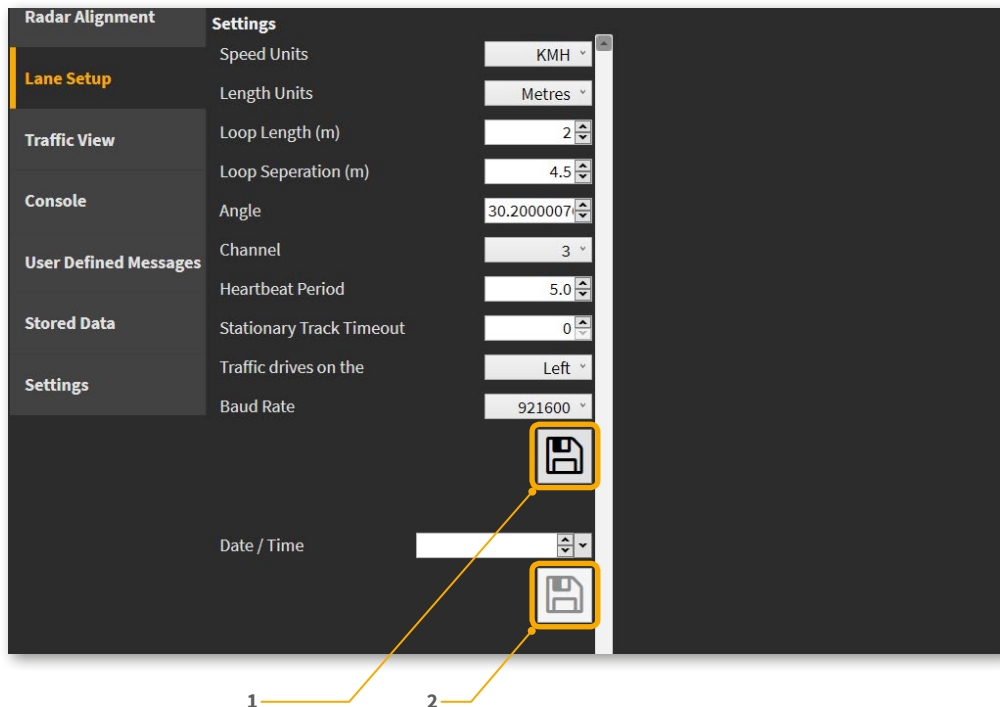 Radar Alignment
Lane Setup
Traffic View
Console
User Defined Messages
Stored Data
Settings
Settings
Speed Units KMH
Length Units Metres
Loop Length (m) 2
Loop Seperation (m) 4.5
Angle 30.2000007
Channel 3
Heartbeat Period 5.0
Stationary Track Timeout 0
Traffic drives on the Left
Baud Rate 921600
Date / Time
1 2